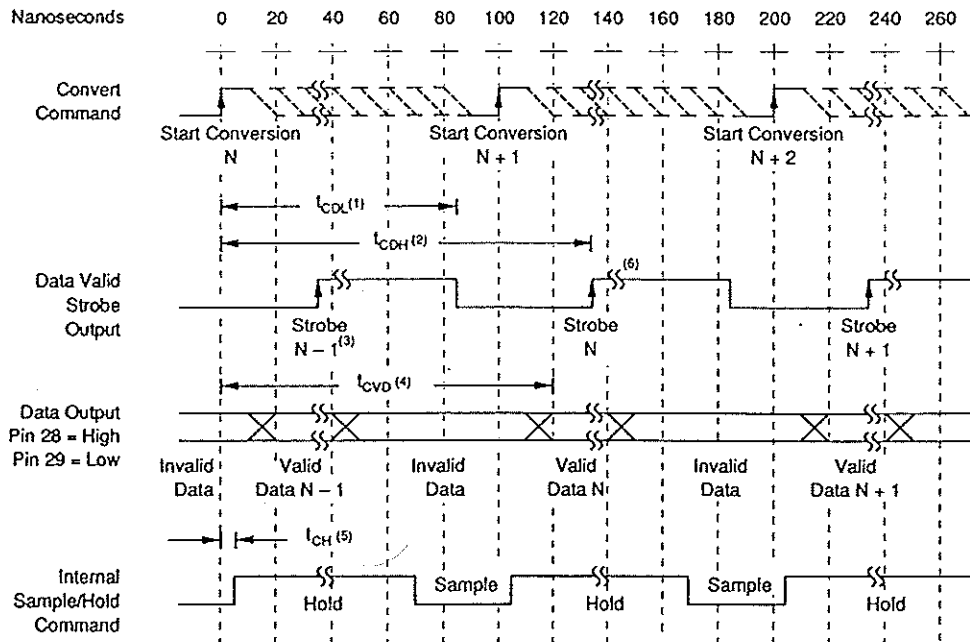 Nanoseconds 0 20 40 60 80 100 120 140 160 180 200 220 240 260
Convert
Command
Start Conversion
N
Start Conversion
N + 1
Start Conversion
N + 2
tCDL(1)
tCDH(2)
Data Valid
Strobe
Output
(6)
Strobe
N – 1(3)
Strobe
N
Strobe
N + 1
tCVD(4)
Data Output
Pin 28 = High
Pin 29 = Low
Invalid
Data
Valid
Data N – 1
Invalid
Data
Valid
Data N
Invalid
Data
Valid
Data N + 1
tCH(5)
Internal
Sample/Hold
Command
Hold
Sample
Hold
Sample
Hold